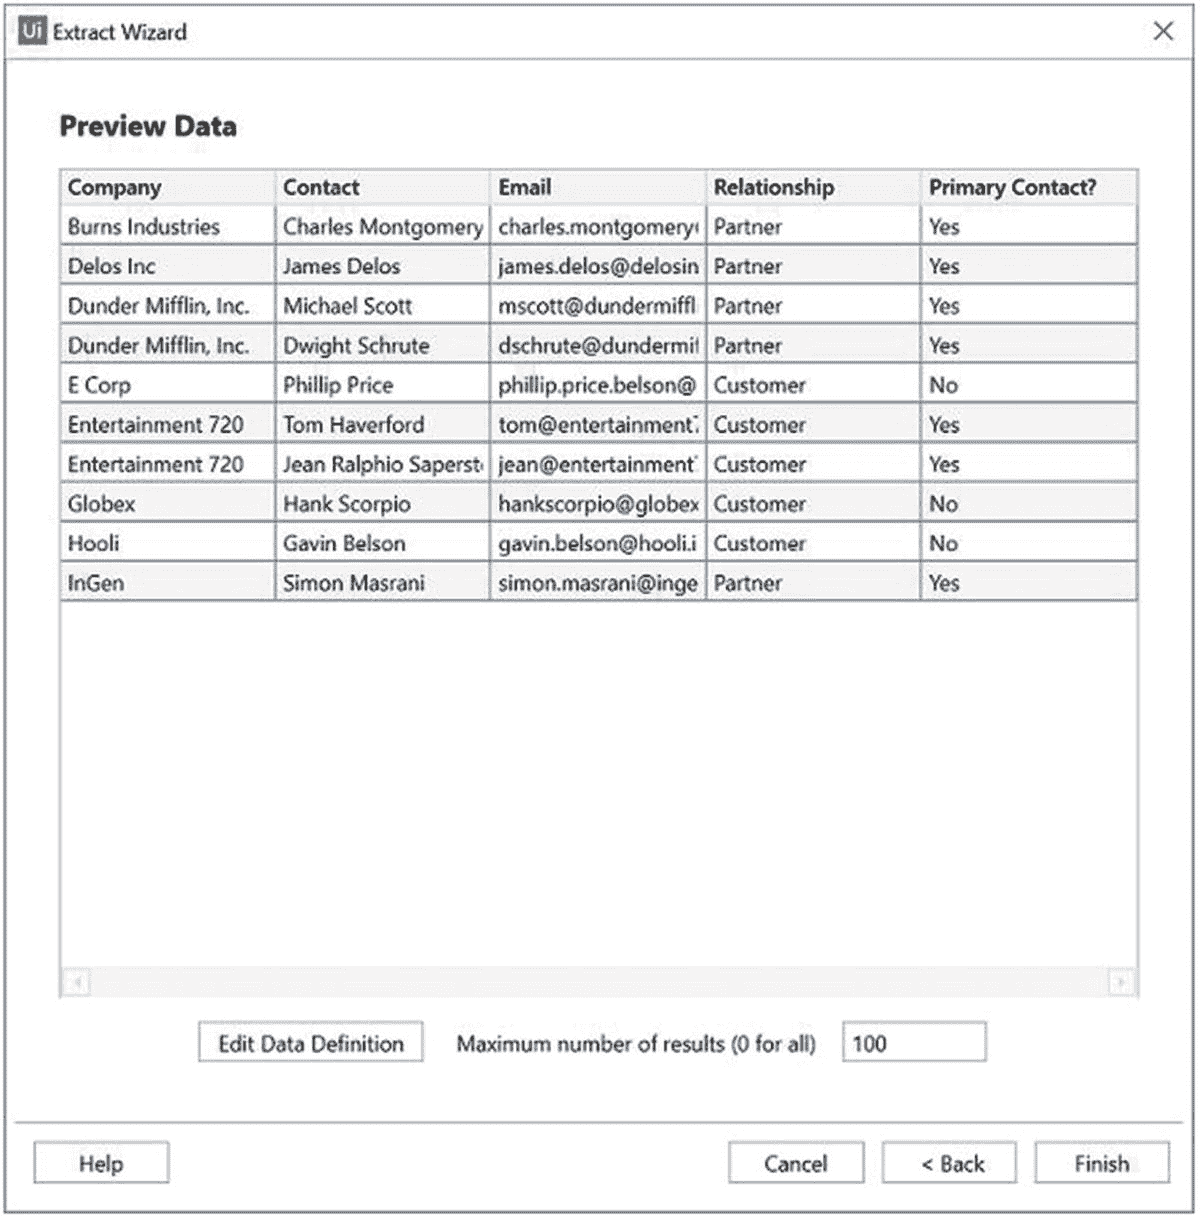 Ui Extract Wizard
Preview Data
Company Contact Email Relationship Primary Contact?
Burns Industries Charles Montgomery charles.montgomery Partner Yes
Delos Inc James Delos james.delos@delosin Partner Yes
Dunder Mifflin, Inc. Michael Scott mscott@dundermiffl Partner Yes
Dunder Mifflin, Inc. Dwight Schrute dschrute@dundermif Partner Yes
E Corp Phillip Price phillip.price.belson@ Customer No
Entertainment 720 Tom Haverford tom@entertainment7 Customer Yes
Entertainment 720 Jean Ralphio Saperst jean@entertainment Customer Yes
Globex Hank Scorpio hankscorpio@globex Customer No
Hooli Gavin Belson gavin.belson@hooli.i Customer No
InGen Simon Masrani simon.masrani@inge Partner Yes
Edit Data Definition Maximum number of results (0 for all) 100
Help Cancel < Back Finish